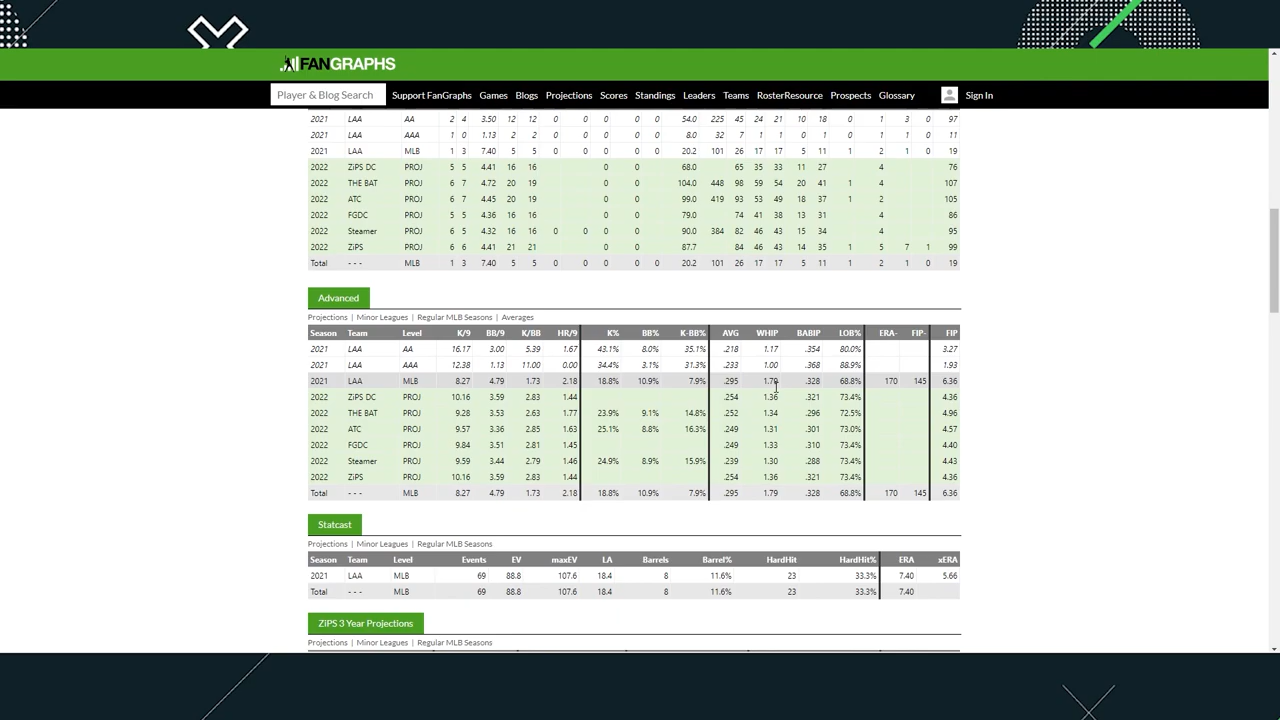 FANGRAPHS
Player & Blog Search Support FanGraphs Games Blogs Projections Scores Standings Leaders Teams RosterResource Prospects Glossary Sign In
2021 LAA AA 2 4 3.50 12 12 0 0 0 0 54.0 225 45 24 21 10 18 0 1 3 0 97
2021 LAA AAA 1 0 1.13 2 2 0 0 0 0 8.0 32 7 1 1 0 1 0 1 0 0 11
2021 LAA MLB 1 3 7.40 5 5 0 0 0 0 20.2 101 26 17 17 5 11 1 2 1 0 19
2022 ZiPS DC PROJ 5 5 4.41 16 16 0 0 68.0 65 35 33 11 27 4 76
2022 THE BAT PROJ 6 7 4.72 20 19 0 0 104.0 448 98 59 54 20 41 1 4 107
2022 ATC PROJ 6 7 4.45 20 19 0 0 99.0 419 93 53 49 18 37 1 2 105
2022 FGDC PROJ 5 5 4.36 16 16 0 0 79.0 74 41 38 13 31 4 86
2022 Steamer PROJ 6 5 4.32 16 16 0 0 0 0 90.0 384 82 46 43 15 34 4 95
2022 ZiPS PROJ 6 6 4.41 21 21 0 0 87.7 84 46 43 14 35 1 5 7 1 99
Total - - - MLB 1 3 7.40 5 5 0 0 0 0 20.2 101 26 17 17 5 11 1 2 1 0 19
Advanced
Projections | Minor Leagues | Regular MLB Seasons | Averages
Season Team Level K/9 BB/9 K/BB HR/9 K% BB% K-BB% AVG WHIP BABIP LOB% ERA- FIP- FIP
2021 LAA AA 16.17 3.00 5.39 1.67 43.1% 8.0% 35.1% .218 1.17 .354 80.0% 3.27
2021 LAA AAA 12.38 1.13 11.00 0.00 34.4% 3.1% 31.3% .233 1.00 .368 88.9% 1.93
2021 LAA MLB 8.27 4.79 1.73 2.18 18.8% 10.9% 7.9% .295 1.79 .328 68.8% 170 145 6.36
2022 ZiPS DC PROJ 10.16 3.59 2.83 1.44 .254 1.36 .321 73.4% 4.36
2022 THE BAT PROJ 9.28 3.53 2.63 1.77 23.9% 9.1% 14.8% .252 1.34 .296 72.5% 4.96
2022 ATC PROJ 9.57 3.36 2.85 1.63 25.1% 8.8% 16.3% .249 1.31 .301 73.0% 4.57
2022 FGDC PROJ 9.84 3.51 2.81 1.45 .249 1.33 .310 73.4% 4.40
2022 Steamer PROJ 9.59 3.44 2.79 1.46 24.9% 8.9% 15.9% .239 1.30 .288 73.4% 4.43
2022 ZiPS PROJ 10.16 3.59 2.83 1.44 .254 1.36 .321 73.4% 4.36
Total - - - MLB 8.27 4.79 1.73 2.18 18.8% 10.9% 7.9% .295 1.79 .328 68.8% 170 145 6.36
Statcast
Projections | Minor Leagues | Regular MLB Seasons
Season Team Level Events EV maxEV LA Barrels Barrel% HardHit HardHit% ERA xERA
2021 LAA MLB 69 88.8 107.6 18.4 8 11.6% 23 33.3% 7.40 5.66
Total - - - MLB 69 88.8 107.6 18.4 8 11.6% 23 33.3% 7.40
ZiPS 3 Year Projections
Projections | Minor Leagues | Regular MLB Seasons